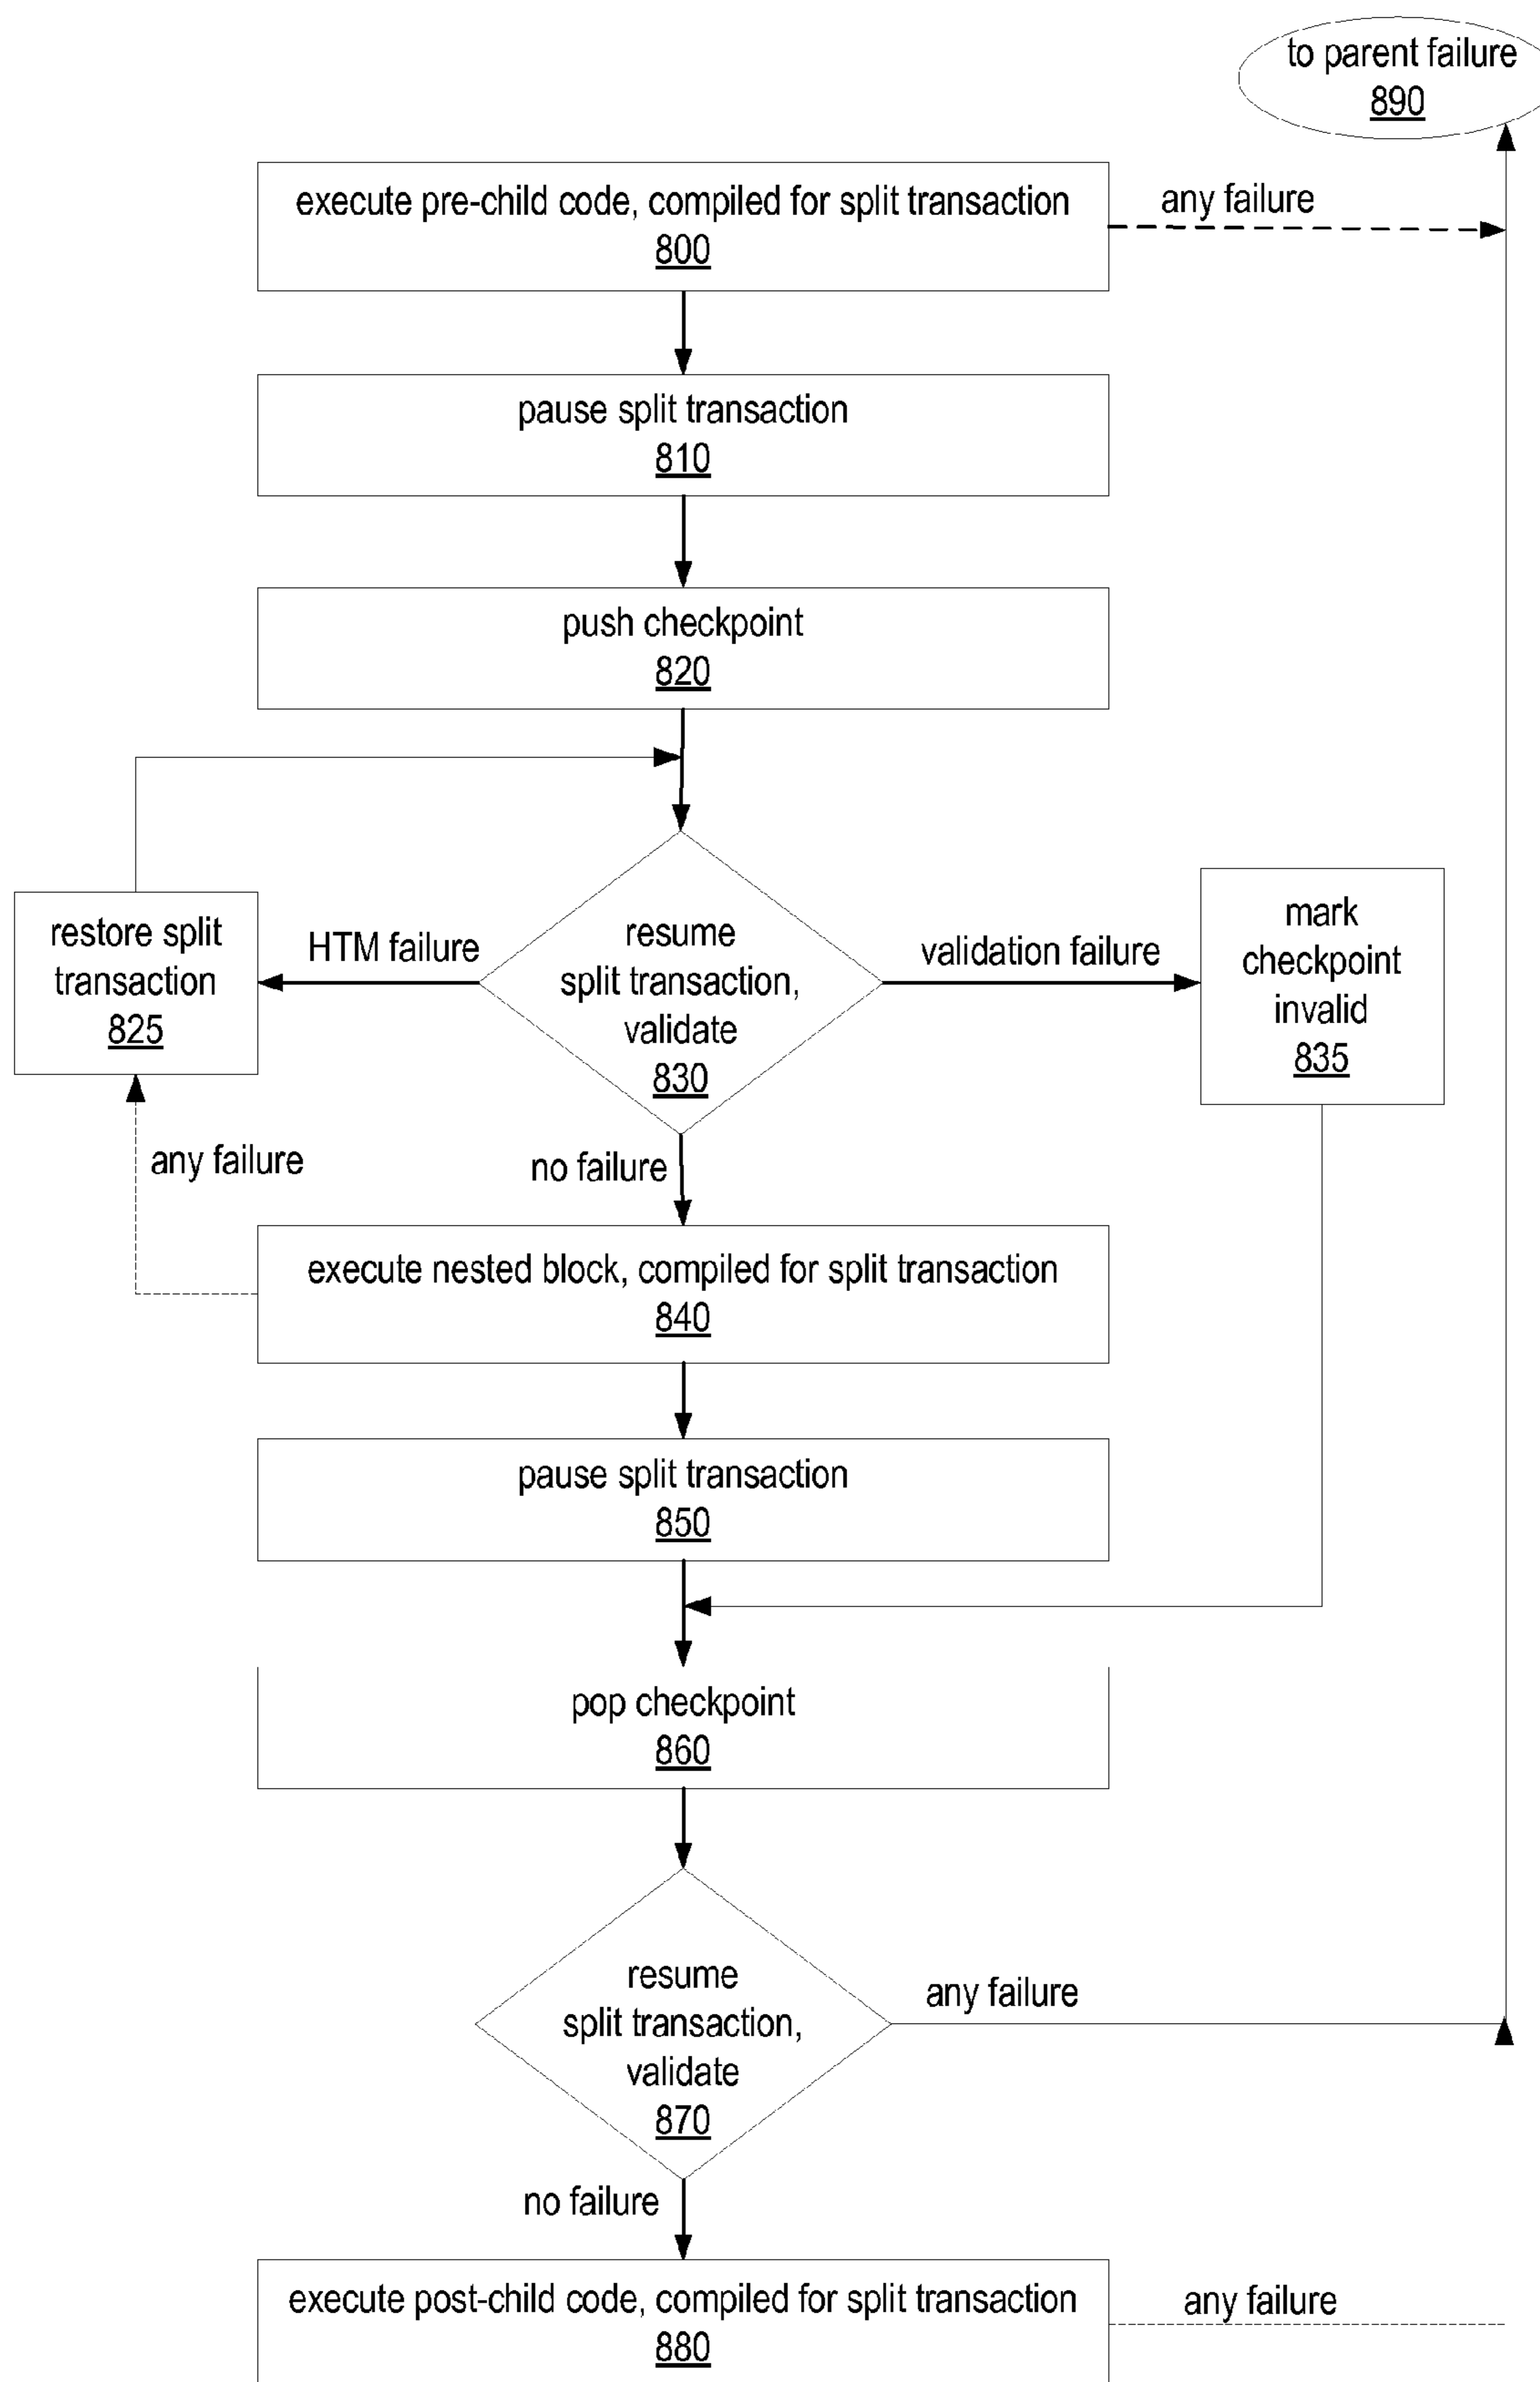 to parent failure
890
execute pre-child code, compiled for split transaction
800
any failure
pause split transaction
810
push checkpoint
820
restore split
transaction
825
HTM failure
resume
split transaction,
validate
830
validation failure
mark
checkpoint
invalid
835
any failure
no failure
execute nested block, compiled for split transaction
840
pause split transaction
850
pop checkpoint
860
resume
split transaction,
validate
870
any failure
no failure
execute post-child code, compiled for split transaction
880
any failure